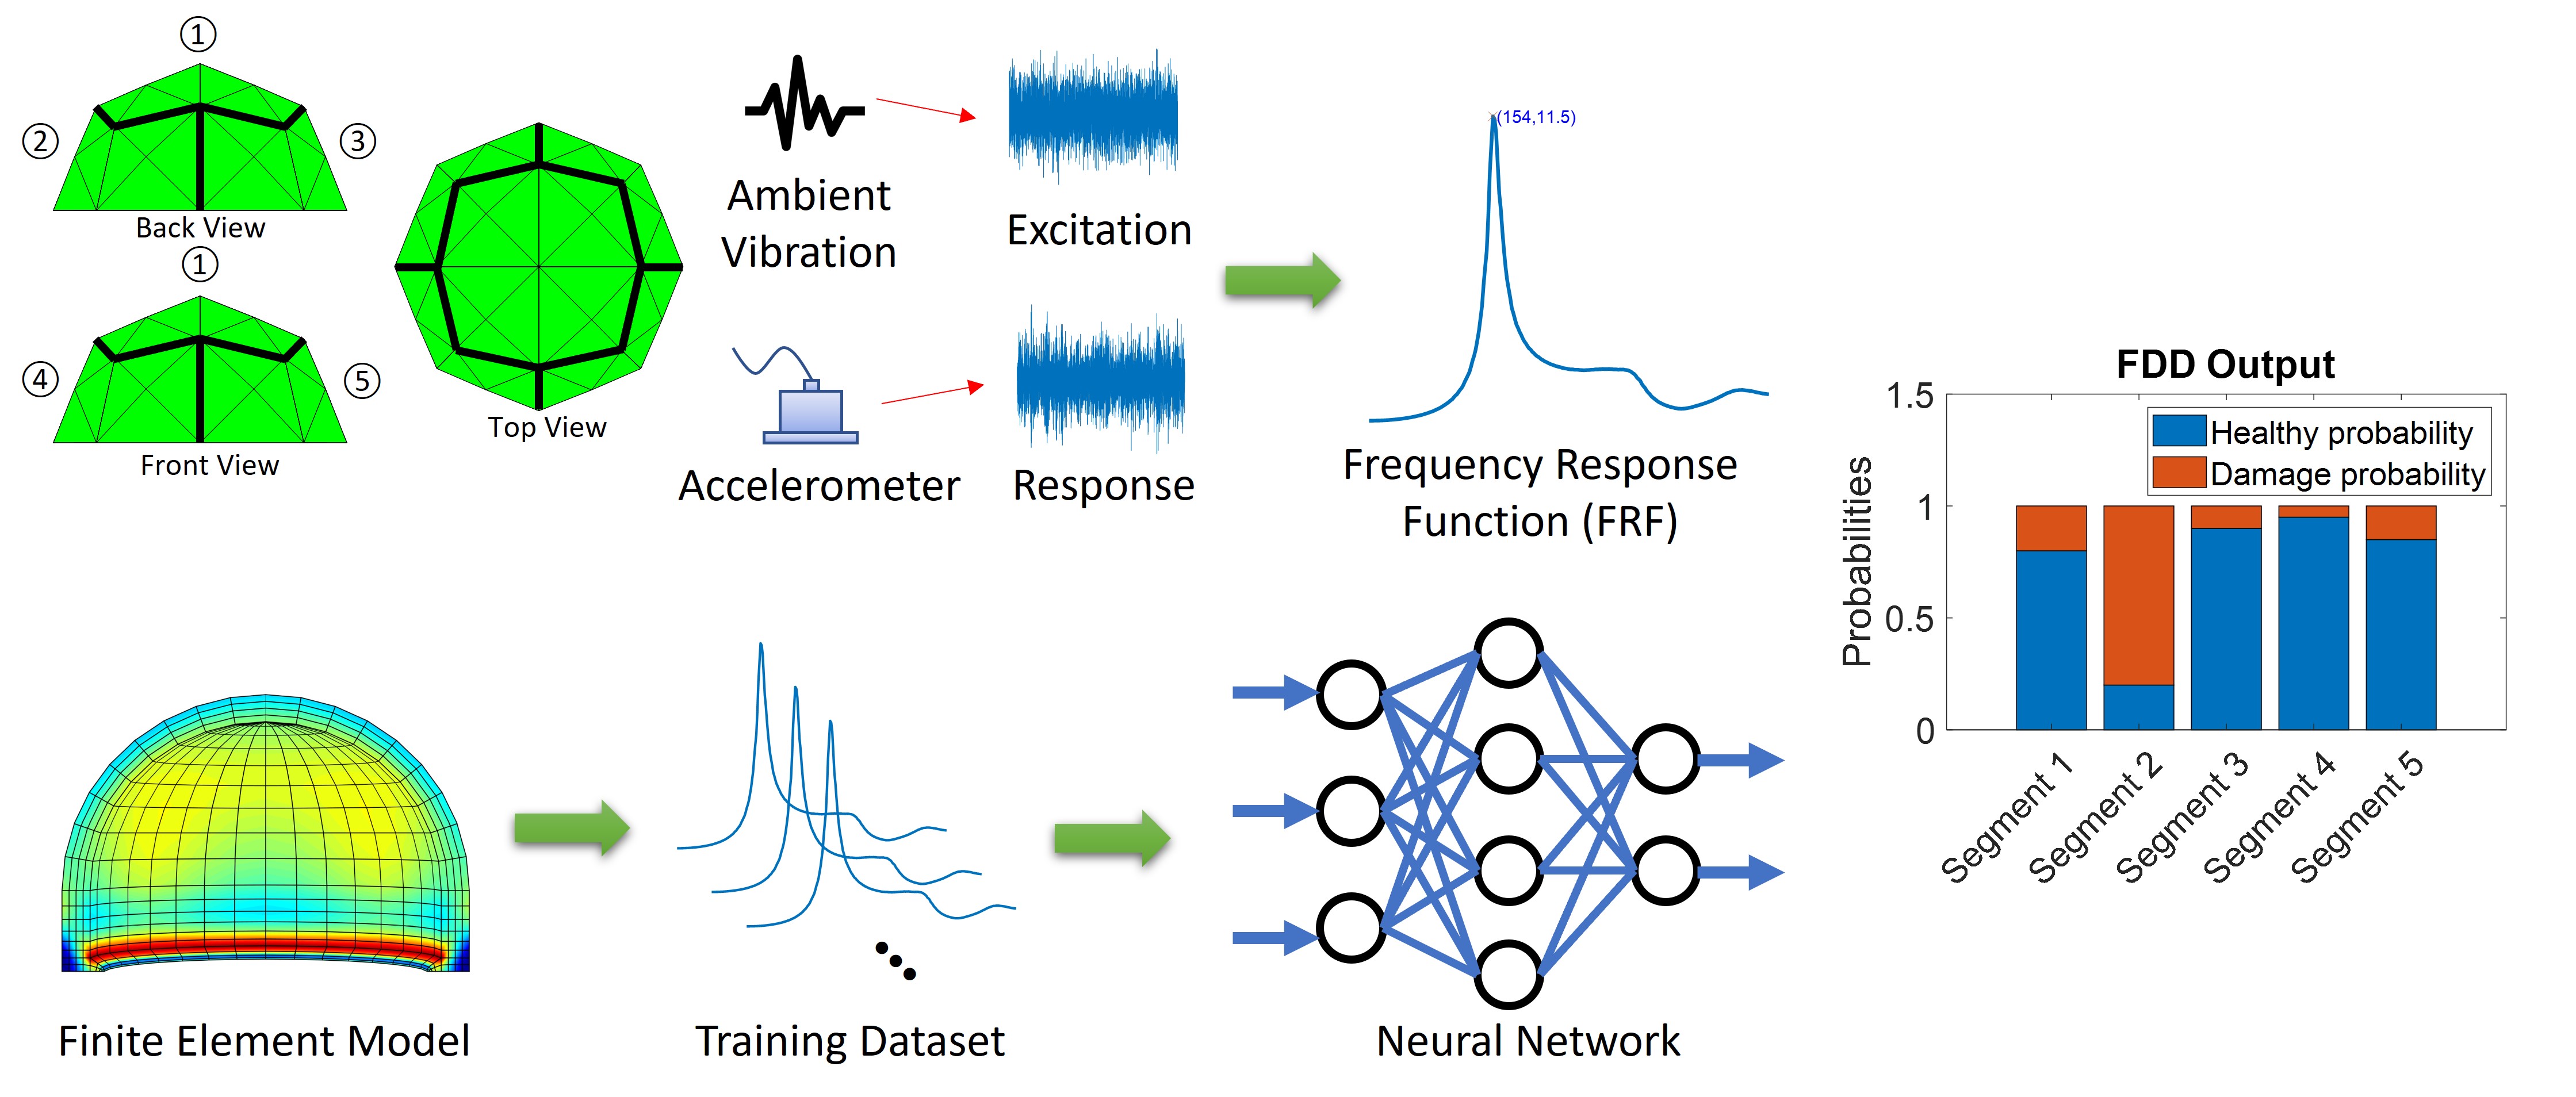 ①
②
③
Back View
①
④
⑤
Front View
Top View
Ambient
Vibration
Excitation
Accelerometer
Response
(154,11.5)
Frequency Response
Function (FRF)
Finite Element Model
Training Dataset
Neural Network
FDD Output
Probabilities
1.5
1
0.5
0
Healthy probability
Damage probability
Segment 1
Segment 2
Segment 3
Segment 4
Segment 5